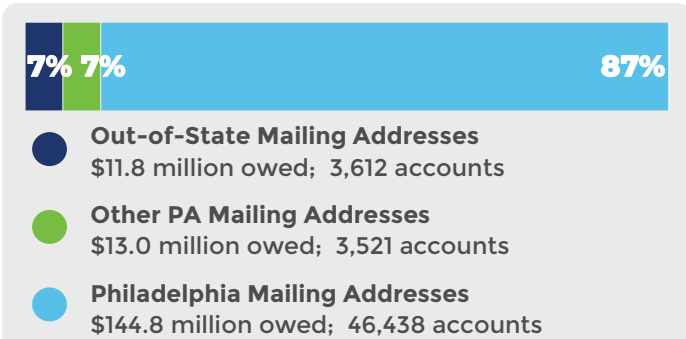 7% 7% 87%
Out-of-State Mailing Addresses
$11.8 million owed; 3,612 accounts
Other PA Mailing Addresses
$13.0 million owed; 3,521 accounts
Philadelphia Mailing Addresses
$144.8 million owed; 46,438 accounts